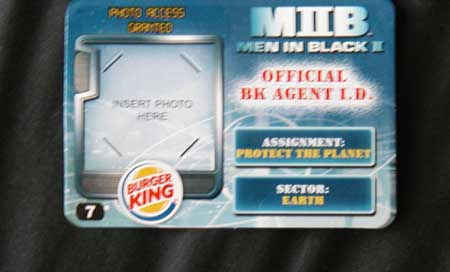 PHOTO ACCESS
GRANTED
MIIB
MEN IN BLACK II
OFFICIAL
BK AGENT I.D.
INSERT PHOTO
HERE
ASSIGNMENT:
PROTECT THE PLANET
BURGER
KING
SECTOR:
EARTH
7